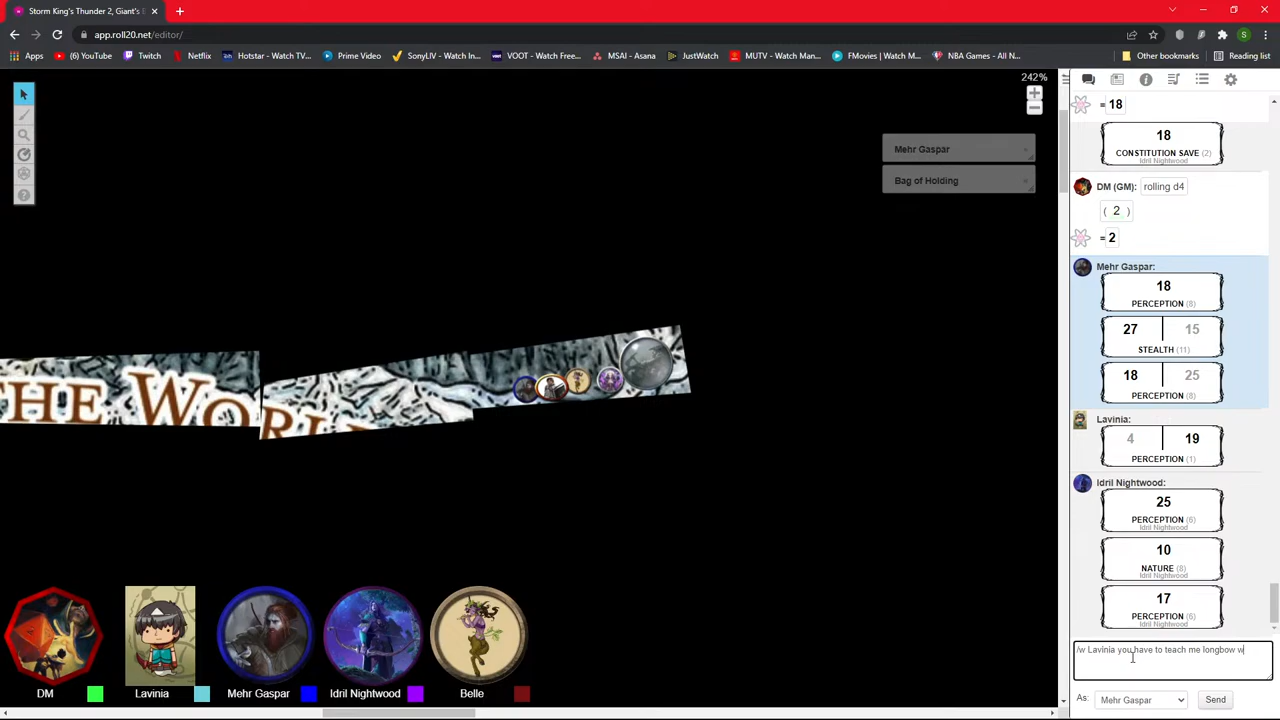 Storm King's Thunder 2, Giant's
app.roll20.net/editor/
Apps
(6) YouTube
Twitch
Netflix
Hotstar - Watch TV...
Prime Video
SonyLIV - Watch In...
VOOT - Watch Free...
MSAI - Asana
JustWatch
FMovies | Watch M...
MUTV - Watch Man...
NBA Games - All N...
Other bookmarks
Reading list
242%
Mehr Gaspar
Bag of Holding
THE WORL
DM
Lavinia
Mehr Gaspar
Idril Nightwood
Belle
= 18
18
CONSTITUTION SAVE (2)
Idril Nightwood
DM (GM): rolling d4
( 2 )
= 2
Mehr Gaspar:
18
PERCEPTION (8)
27 15
STEALTH (11)
18 25
PERCEPTION (8)
Lavinia:
4 19
PERCEPTION (1)
Idril Nightwood:
25
PERCEPTION (6)
Idril Nightwood
10
NATURE (8)
Idril Nightwood
17
PERCEPTION (6)
Idril Nightwood
/w Lavinia you have to teach me longbow w
As: Mehr Gaspar Send